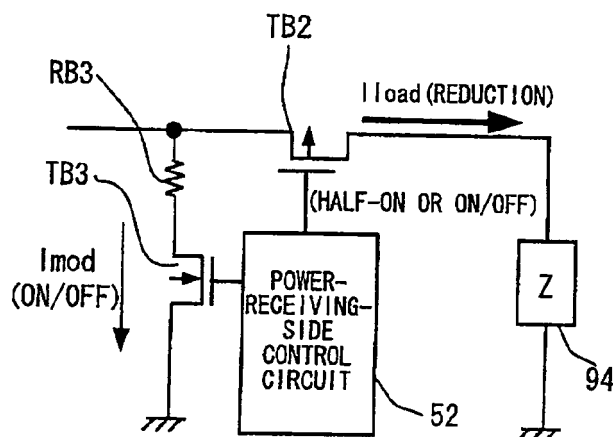 TB2
RB3
Iload(REDUCTION)
TB3
(HALF-ON OR ON/OFF)
Imod
(ON/OFF)
POWER-
RECEIVING-
SIDE
CONTROL
CIRCUIT
Z
94
52